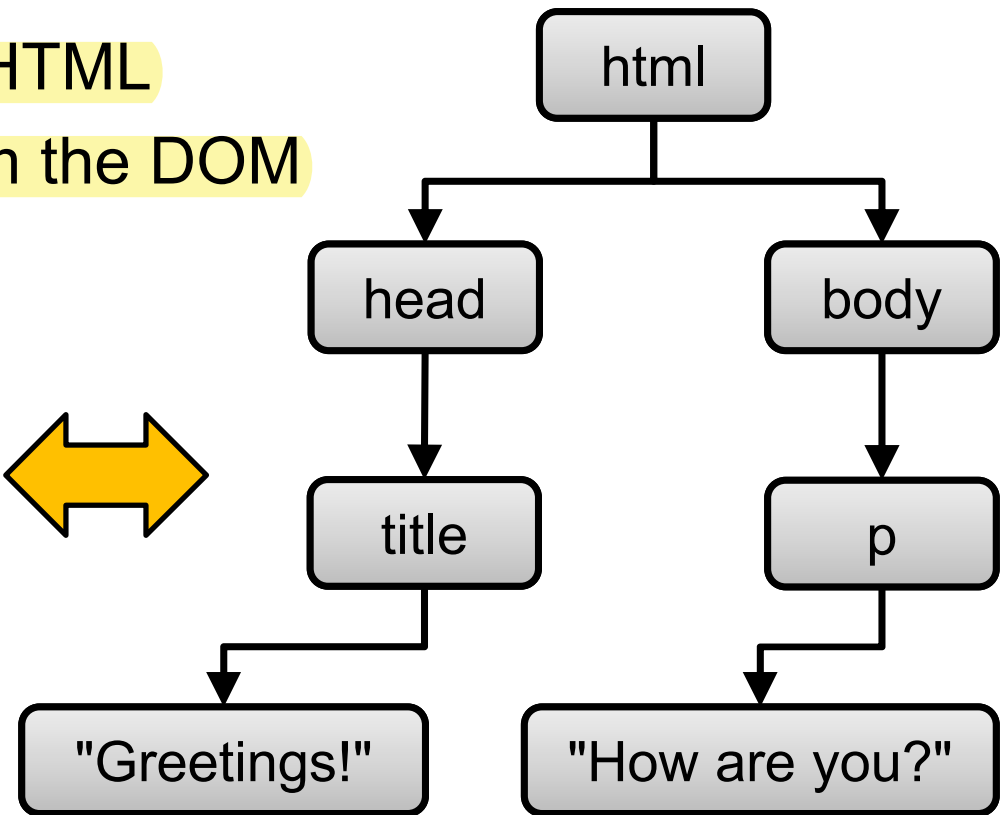 HTML
the DOM
html
head
body
title
p
"Greetings!"
"How are you?"